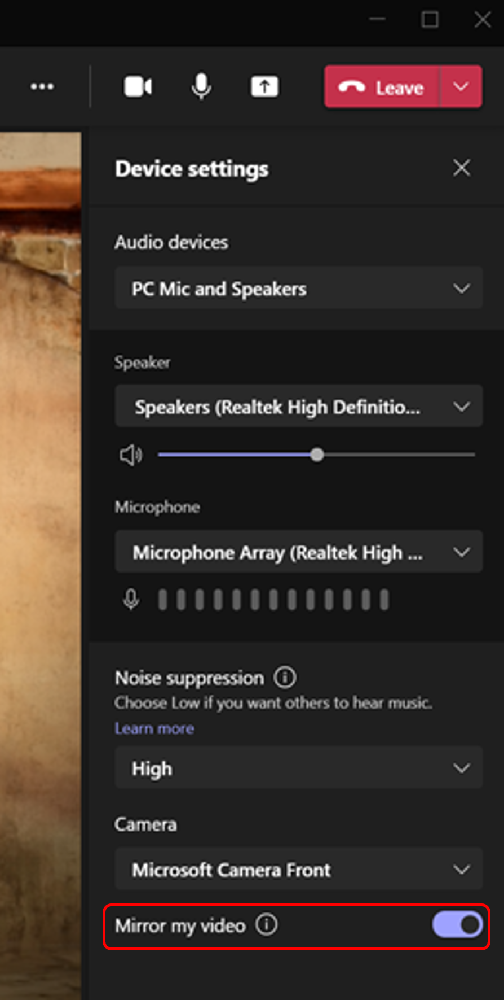 Leave
Device settings
Audio devices
PC Mic and Speakers
Speaker
Speakers (Realtek High Definitio...
Microphone
Microphone Array (Realtek High ...
Noise suppression
Choose Low if you want others to hear music.
Learn more
High
Camera
Microsoft Camera Front
Mirror my video